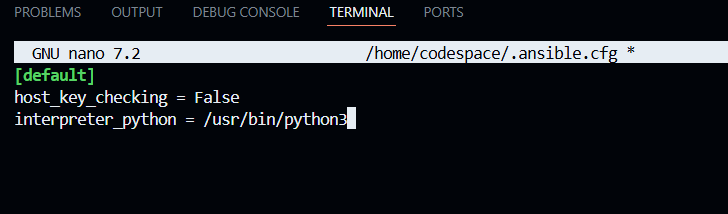 PROBLEMS OUTPUT DEBUG CONSOLE TERMINAL PORTS
GNU nano 7.2 /home/codespace/.ansible.cfg *
[default]
host_key_checking = False
interpreter_python = /usr/bin/python3